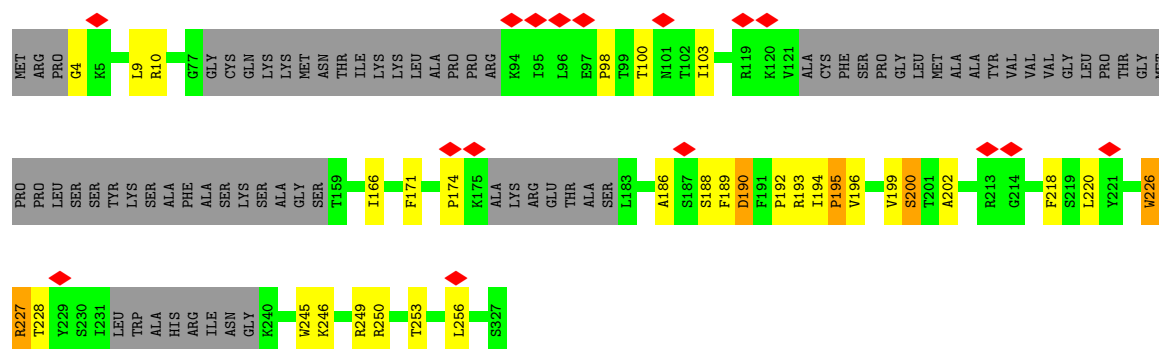 MET ARG PRO G4 K5 L9 R10 G77 GLY CYS GLN LYS LYS MET ASN THR ILE LYS LYS LEU ALA PRO PRO ARG K94 I95 L96 E97 P98 T99 T100 N101 T102 I103 R119 K120 V121 ALA CYS PHE SER PRO GLY LEU MET ALA ALA TYR VAL VAL VAL GLY LEU PRO THR GLY MET
PRO PRO LEU SER SER TYR LYS SER ALA PHE ALA SER LYS SER ALA GLY SER T159 I166 F171 P174 K175 ALA LYS ARG GLU THR ALA SER L183 A186 S187 S188 F189 D190 F191 P192 R193 I194 P195 V196 V199 S200 T201 A202 R213 G214 F218 S219 L220 Y221 W226
R227 T228 Y229 S230 I231 LEU TRP ALA HIS ARG ILE ASN GLY K240 W245 K246 R249 R250 T253 L256 S327